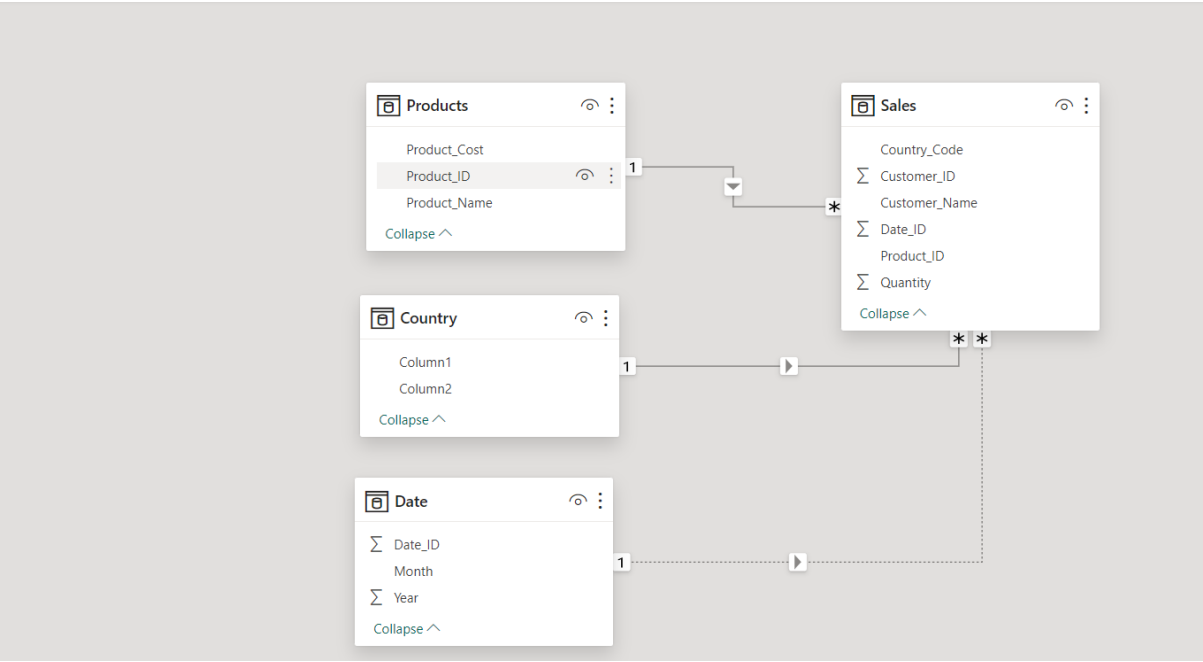 Products
Product_Cost
Product_ID
Product_Name
Collapse
1
*
Sales
Country_Code
∑ Customer_ID
Customer_Name
∑ Date_ID
Product_ID
∑ Quantity
Collapse
* *
Country
Column1
Column2
Collapse
1
Date
∑ Date_ID
Month
∑ Year
Collapse
1